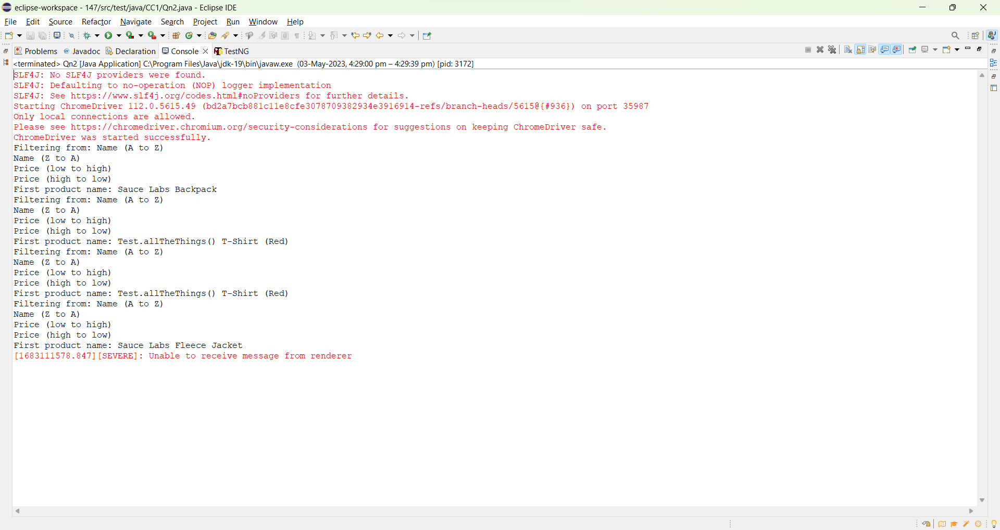 eclipse-workspace - 147/src/test/java/CC1/Qn2.java - Eclipse IDE
File Edit Source Refactor Navigate Search Project Run Window Help
Problems @ Javadoc Declaration Console TestNG
<terminated> Qn2 [Java Application] C:\Program Files\Java\jdk-19\bin\javaw.exe (03-May-2023, 4:29:00 pm – 4:29:39 pm) [pid: 3172]
SLF4J: No SLF4J providers were found.
SLF4J: Defaulting to no-operation (NOP) logger implementation
SLF4J: See https://www.slf4j.org/codes.html#noProviders for further details.
Starting ChromeDriver 112.0.5615.49 (bd2a7bcb881c11e8cfe3078709382934e3916914-refs/branch-heads/5615@{#936}) on port 35987
Only local connections are allowed.
Please see https://chromedriver.chromium.org/security-considerations for suggestions on keeping ChromeDriver safe.
ChromeDriver was started successfully.
Filtering from: Name (A to Z)
Name (Z to A)
Price (low to high)
Price (high to low)
First product name: Sauce Labs Backpack
Filtering from: Name (A to Z)
Name (Z to A)
Price (low to high)
Price (high to low)
First product name: Test.allTheThings() T-Shirt (Red)
Filtering from: Name (A to Z)
Name (Z to A)
Price (low to high)
Price (high to low)
First product name: Test.allTheThings() T-Shirt (Red)
Filtering from: Name (A to Z)
Name (Z to A)
Price (low to high)
Price (high to low)
First product name: Sauce Labs Fleece Jacket
[1683111578.847][SEVERE]: Unable to receive message from renderer